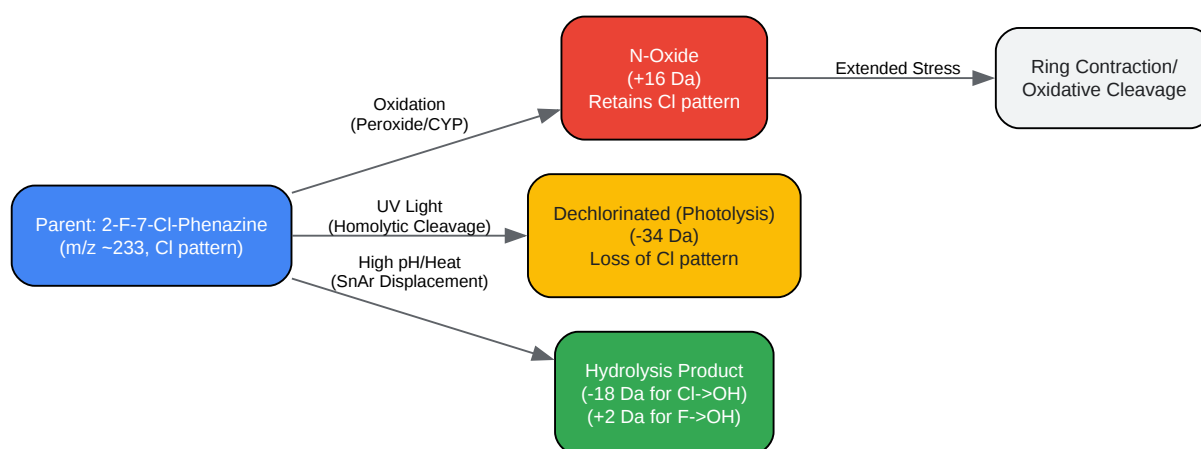 N-Oxide
(+16 Da)
Retains Cl pattern
Extended Stress
Ring Contraction/
Oxidative Cleavage
Oxidation
(Peroxide/CYP)
Parent: 2-F-7-Cl-Phenazine
(m/z ~233, Cl pattern)
UV Light
(Homolytic Cleavage)
Dechlorinated (Photolysis)
(-34 Da)
Loss of Cl pattern
High pH/Heat
(SnAr Displacement)
Hydrolysis Product
(-18 Da for Cl->OH)
(+2 Da for F->OH)